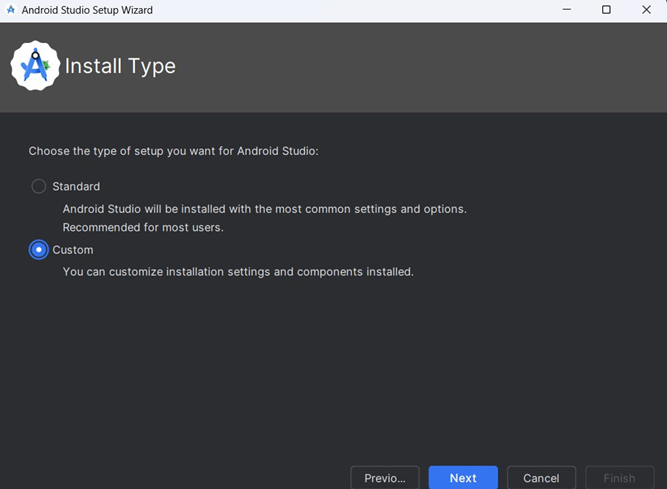 Android Studio Setup Wizard
Install Type
Choose the type of setup you want for Android Studio:
Standard
Android Studio will be installed with the most common settings and options.
Recommended for most users.
Custom
You can customize installation settings and components installed.
Previo...
Next
Cancel
Finish